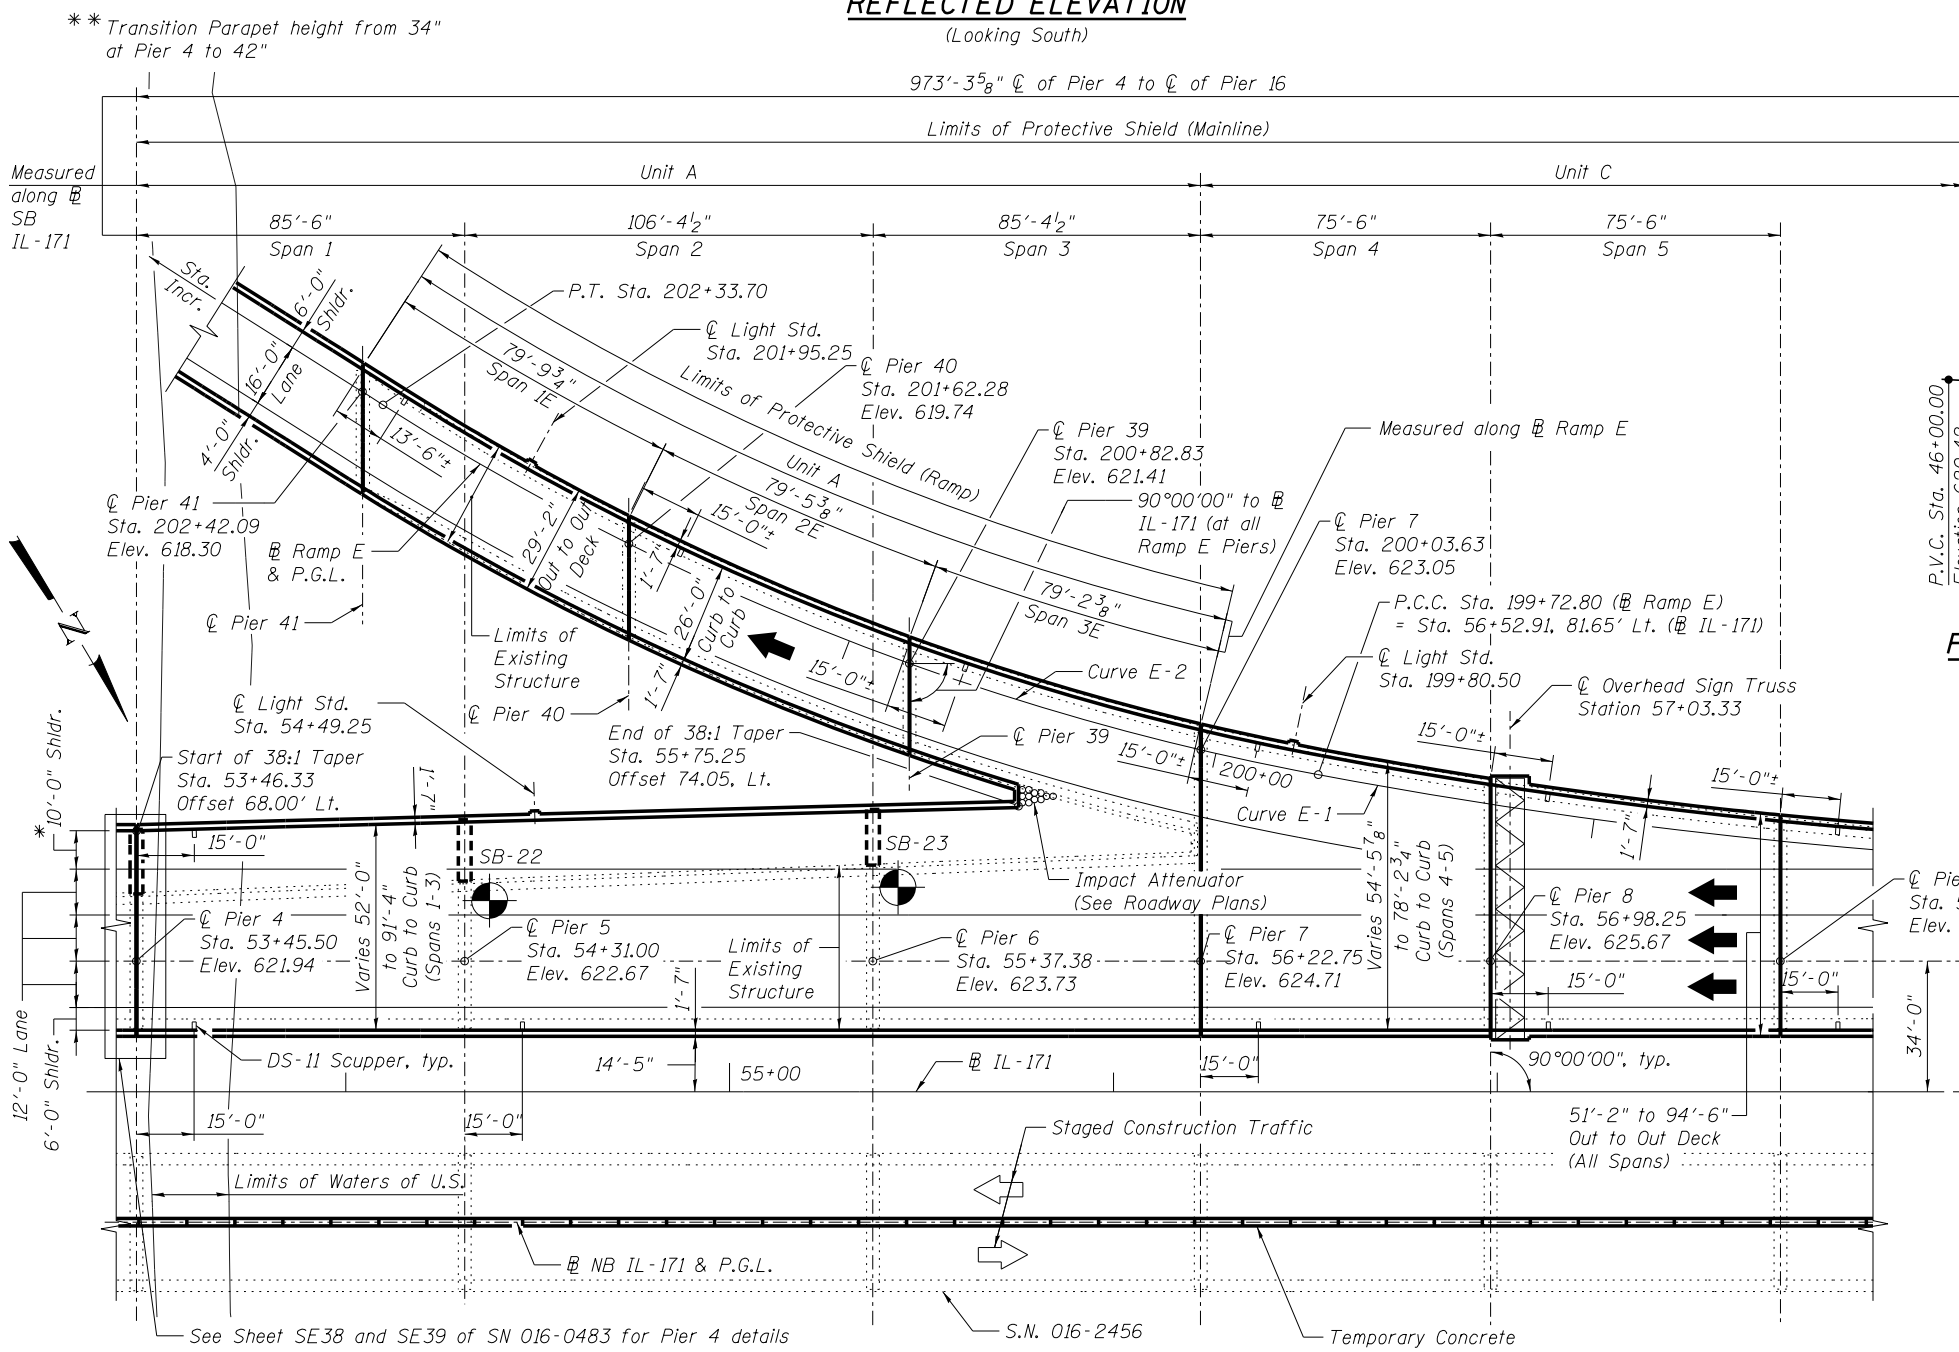 REFLECTED ELEVATION
(Looking South)
** Transition Parapet height from 34"
at Pier 4 to 42"
973'-3 5/8" ℄ of Pier 4 to ℄ of Pier 16
Limits of Protective Shield (Mainline)
Measured
along ⅊
SB
IL-171
Unit A
Unit C
85'-6"
Span 1
106'-4 1/2"
Span 2
85'-4 1/2"
Span 3
75'-6"
Span 4
75'-6"
Span 5
Sta.
Incr.
6'-0"
Shldr.
16'-0"
Lane
4'-0"
Shldr.
P.T. Sta. 202+33.70
℄ Light Std.
Sta. 201+95.25
℄ Pier 40
Sta. 201+62.28
Elev. 619.74
79'-9 3/4"
Span 1E
Limits of Protective Shield (Ramp)
Unit A
79'-5 3/8"
Span 2E
79'-2 3/8"
Span 3E
℄ Pier 39
Sta. 200+82.83
Elev. 621.41
Measured along ⅊ Ramp E
90°00'00" to ⅊
IL-171 (at all
Ramp E Piers)
℄ Pier 7
Sta. 200+03.63
Elev. 623.05
P.V.C. Sta. 46+00.00
13'-6"±
15'-0"±
1'-7"
℄ Pier 41
Sta. 202+42.09
Elev. 618.30
⅊ Ramp E
& P.G.L.
29'-2"
Out to Out
Deck
26'-0"
Curb to
Curb
1'-7"
℄ Pier 41
Limits of
Existing
Structure
15'-0"±
Curve E-2
P.C.C. Sta. 199+72.80 (⅊ Ramp E)
= Sta. 56+52.91, 81.65' Lt. (⅊ IL-171)
℄ Light Std.
Sta. 199+80.50
℄ Overhead Sign Truss
Station 57+03.33
N
℄ Light Std.
Sta. 54+49.25
℄ Pier 40
End of 38:1 Taper
Sta. 55+75.25
Offset 74.05, Lt.
℄ Pier 39
15'-0"±
200+00
Curve E-1
15'-0"±
15'-0"±
1'-7"
Start of 38:1 Taper
Sta. 53+46.33
Offset 68.00' Lt.
1'-7"
* 10'-0" Shldr.
15'-0"
SB-22
SB-23
Impact Attenuator
(See Roadway Plans)
Varies 52'-0"
to 91'-4"
Curb to Curb
(Spans 1-3)
Varies 54'-5 7/8"
to 78'-2 3/4"
Curb to Curb
(Spans 4-5)
℄ Pier 4
Sta. 53+45.50
Elev. 621.94
℄ Pier 5
Sta. 54+31.00
Elev. 622.67
Limits of
Existing
Structure
℄ Pier 6
Sta. 55+37.38
Elev. 623.73
℄ Pier 7
Sta. 56+22.75
Elev. 624.71
℄ Pier 8
Sta. 56+98.25
Elev. 625.67
Elev.
15'-0"
15'-0"
34'-0"
12'-0" Lane
6'-0" Shldr.
1'-7"
DS-11 Scupper, typ.
14'-5"
55+00
⅊ IL-171
15'-0"
90°00'00", typ.
15'-0"
15'-0"
51'-2" to 94'-6"
Out to Out Deck
(All Spans)
Staged Construction Traffic
Limits of Waters of U.S.
⅊ NB IL-171 & P.G.L.
See Sheet SE38 and SE39 of SN 016-0483 for Pier 4 details
S.N. 016-2456
Temporary Concrete